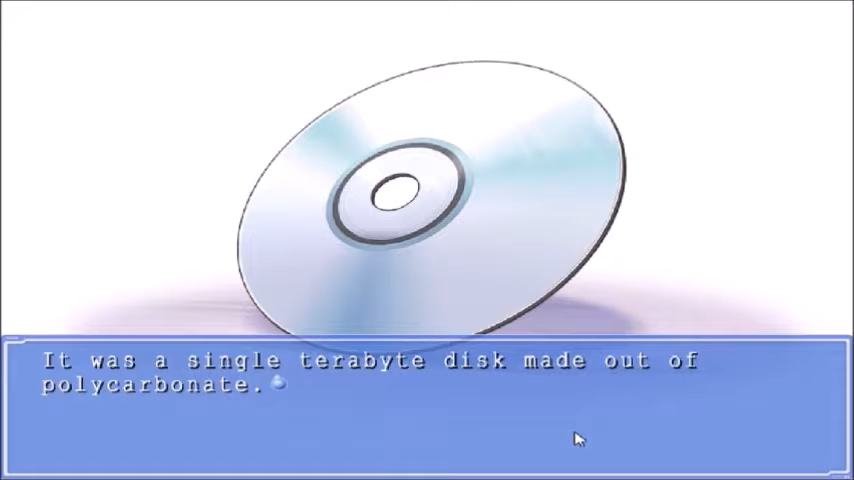 It was a single terabyte disk made out of
polycarbonate.